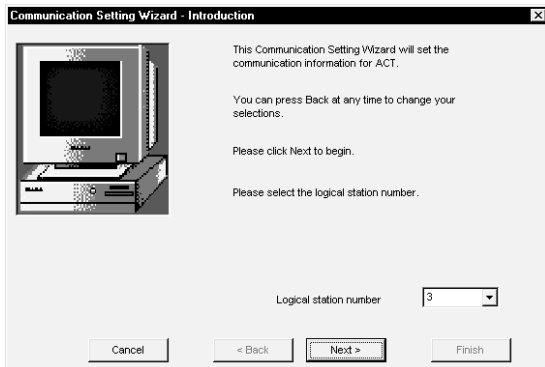 Communication Setting Wizard - Introduction
This Communication Setting Wizard will set the
communication information for ACT.
You can press Back at any time to change your
selections.
Please click Next to begin.
Please select the logical station number.
Logical station number 3
Cancel < Back Next > Finish